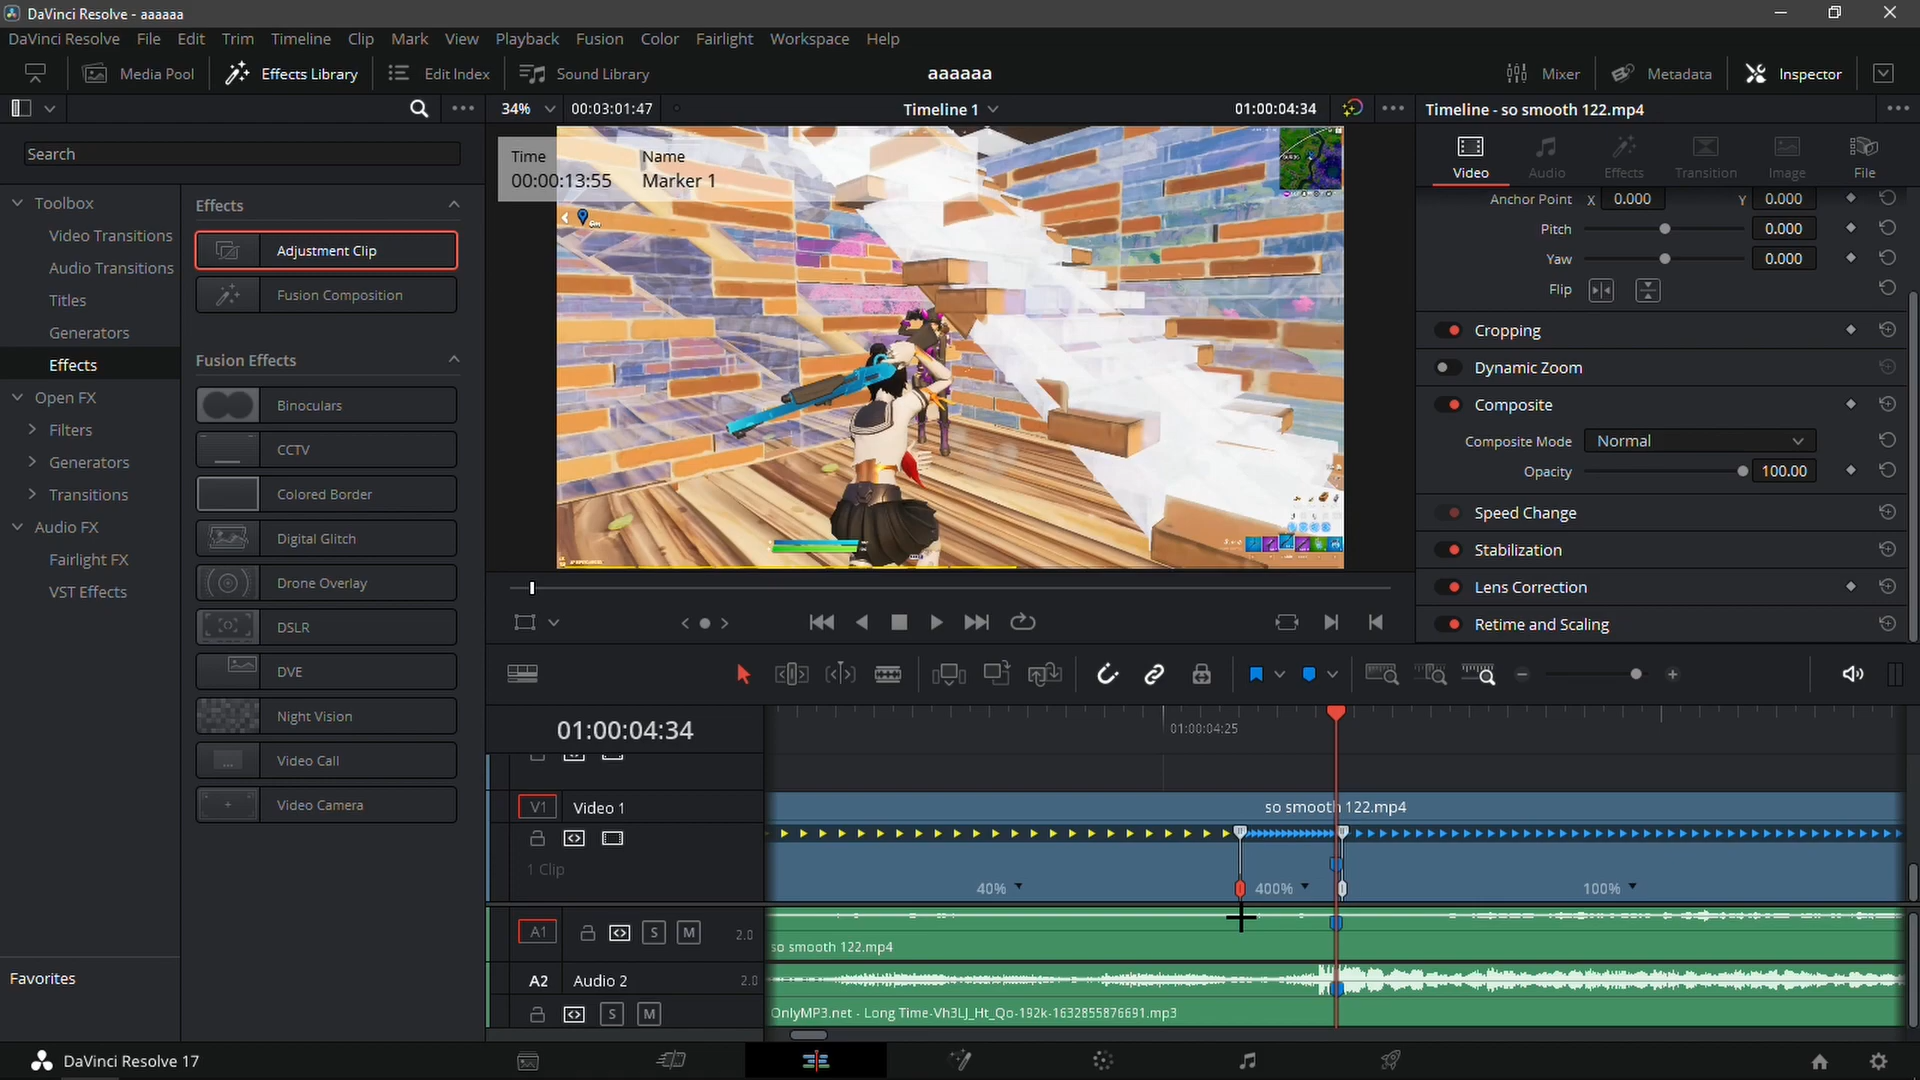 DaVinci Resolve - aaaaaa
DaVinci Resolve File Edit Trim Timeline Clip Mark View Playback Fusion Color Fairlight Workspace Help
Media Pool Effects Library Edit Index Sound Library aaaaaa Mixer Metadata Inspector
34% 00:03:01:47 Timeline 1 01:00:04:34 Timeline - so smooth 122.mp4
Search
Toolbox
Video Transitions
Audio Transitions
Titles
Generators
Effects
Open FX
Filters
Generators
Transitions
Audio FX
Fairlight FX
VST Effects
Favorites
Effects
Adjustment Clip
Fusion Composition
Fusion Effects
Binoculars
CCTV
Colored Border
Digital Glitch
Drone Overlay
DSLR
DVE
Night Vision
Video Call
Video Camera
Time Name
00:00:13:55 Marker 1
Video Audio Effects Transition Image File
Anchor Point X 0.000 Y 0.000
Pitch 0.000
Yaw 0.000
Flip
Cropping
Dynamic Zoom
Composite
Composite Mode Normal
Opacity 100.00
Speed Change
Stabilization
Lens Correction
Retime and Scaling
01:00:04:34
01:00:04:25
V1 Video 1
so smooth 122.mp4
1 Clip
40% 400% 100%
A1 S M 2.0
so smooth 122.mp4
A2 Audio 2 2.0
S M
OnlyMP3.net - Long Time-Vh3LJ_Ht_Qo-192k-1632855876691.mp3
DaVinci Resolve 17